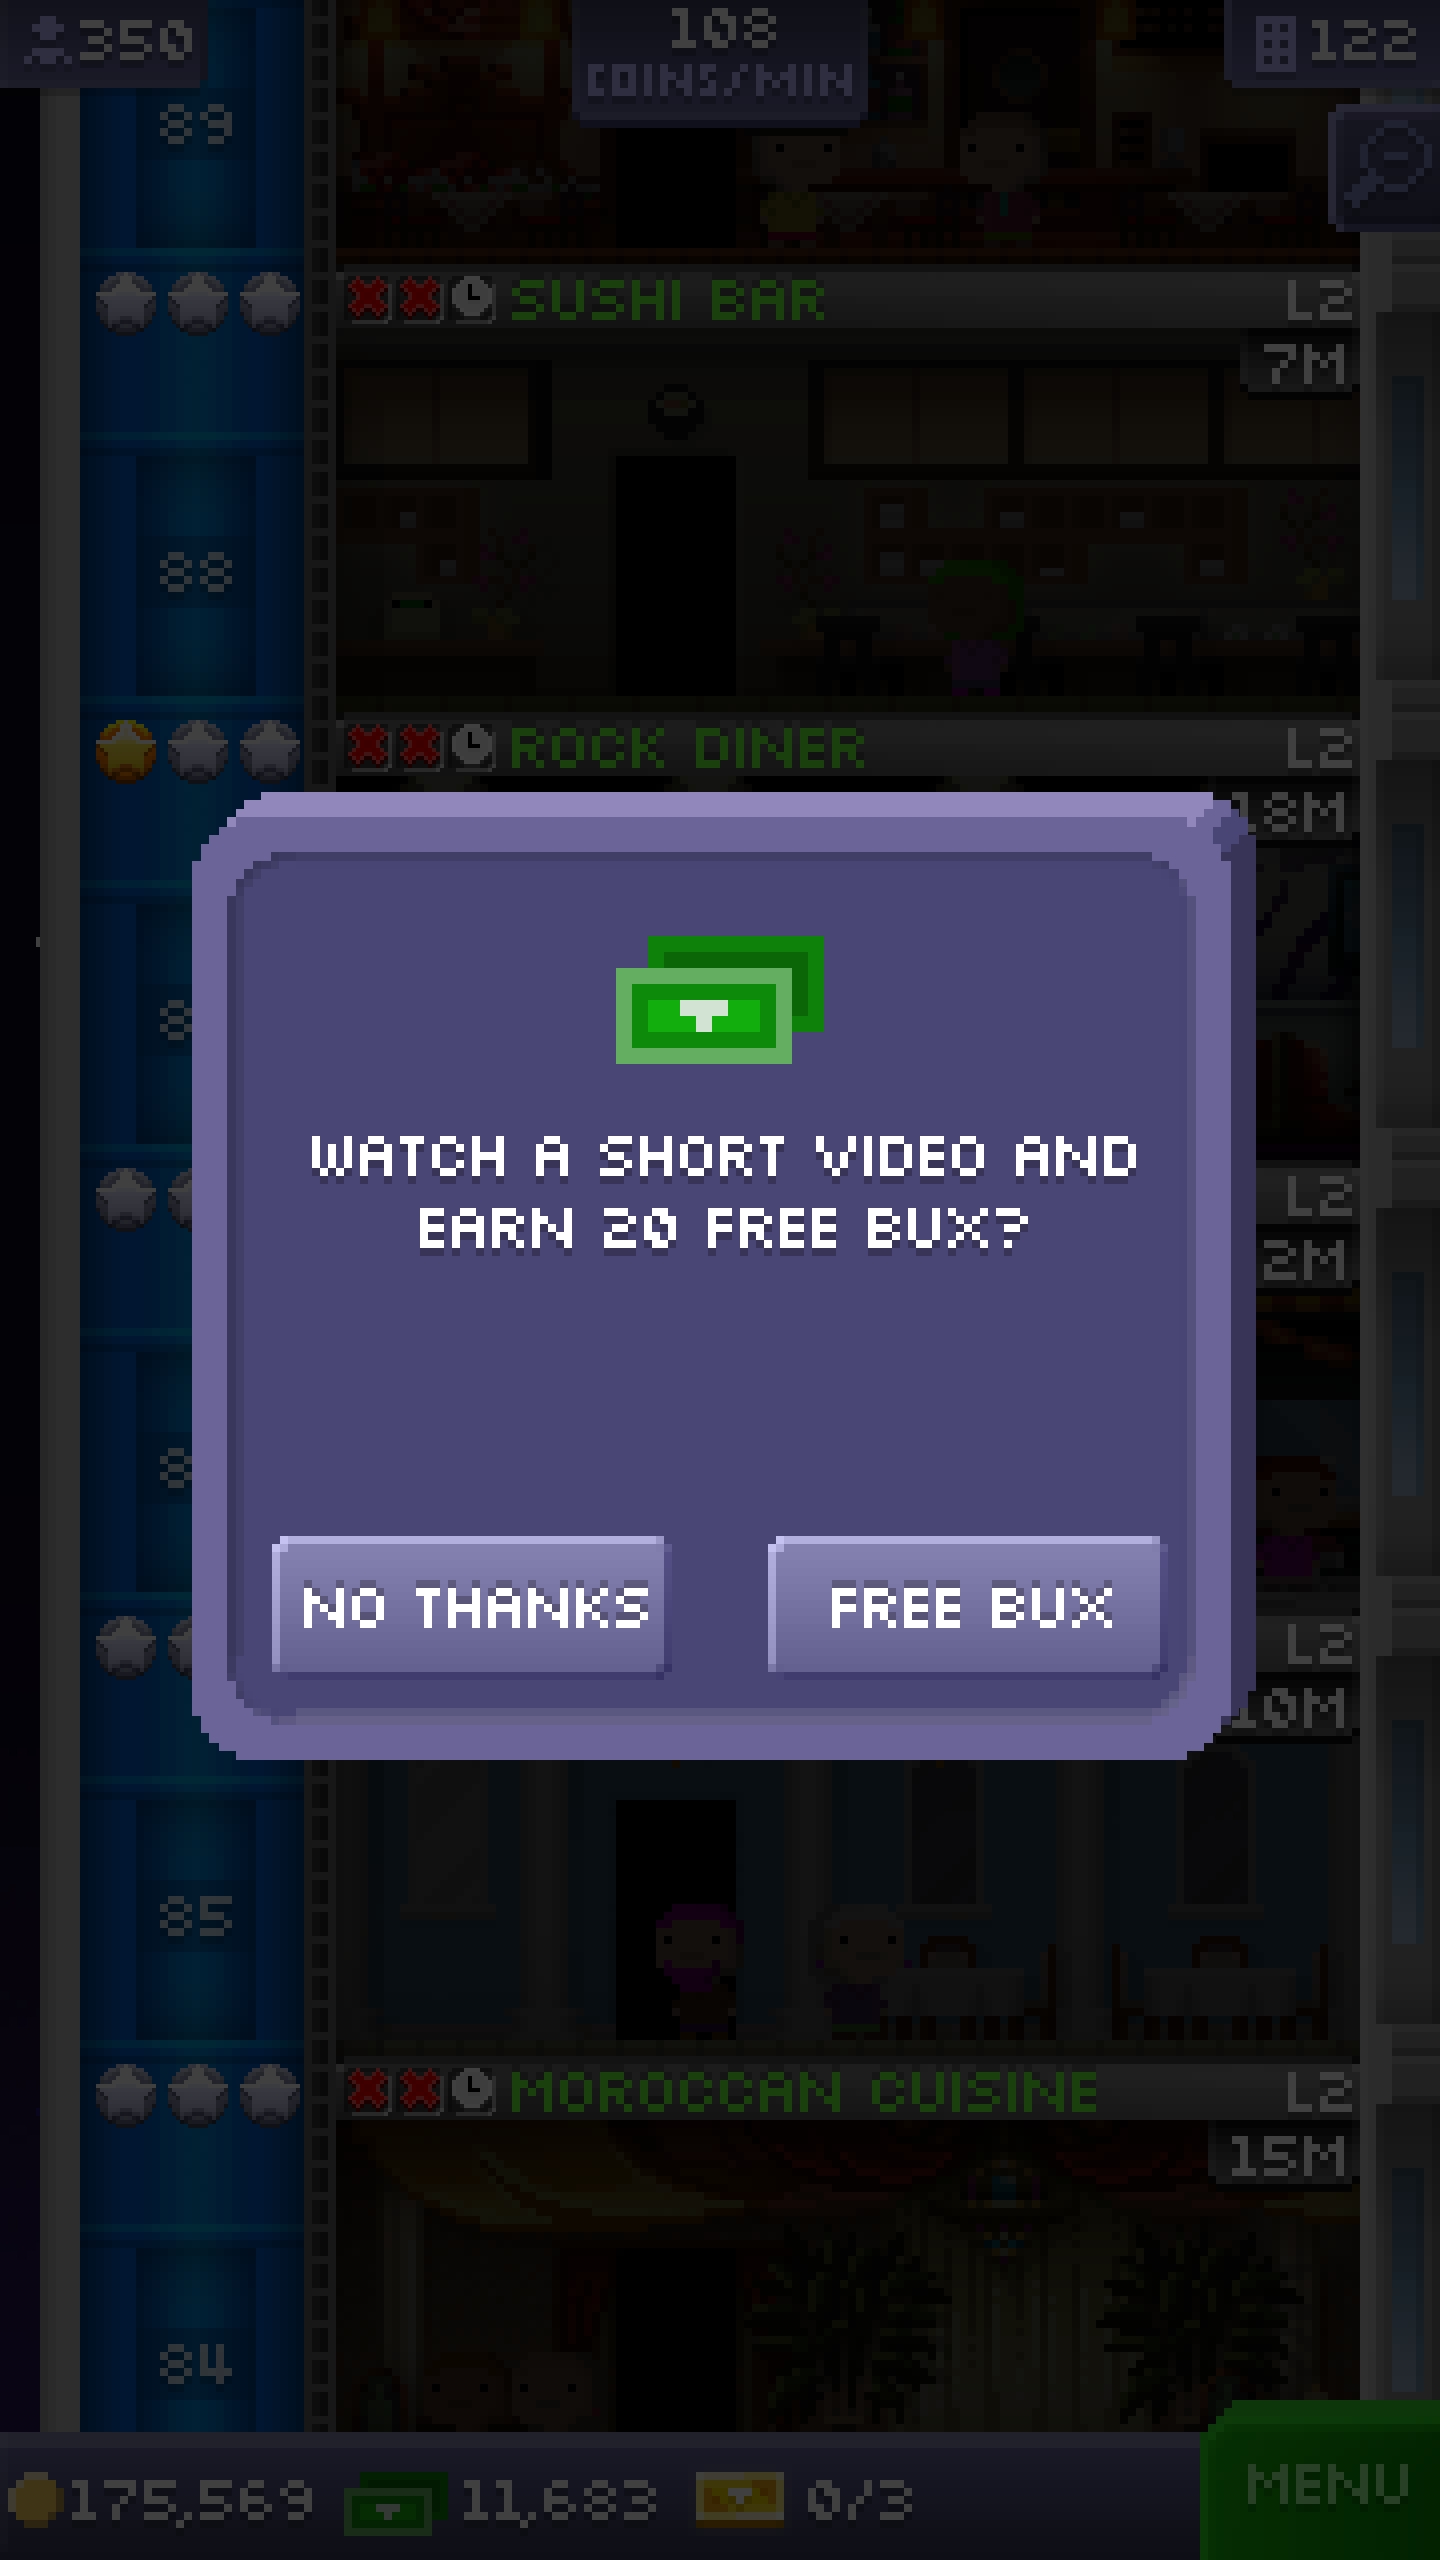 350
108
COINS/MIN
122
89
SUSHI BAR L2
7M
88
ROCK DINER L2
18M
WATCH A SHORT VIDEO AND
EARN 20 FREE BUX?
L2
2M
NO THANKS FREE BUX
L2
10M
85
MOROCCAN CUISINE L2
15M
84
175,569 11,683 0/3 MENU